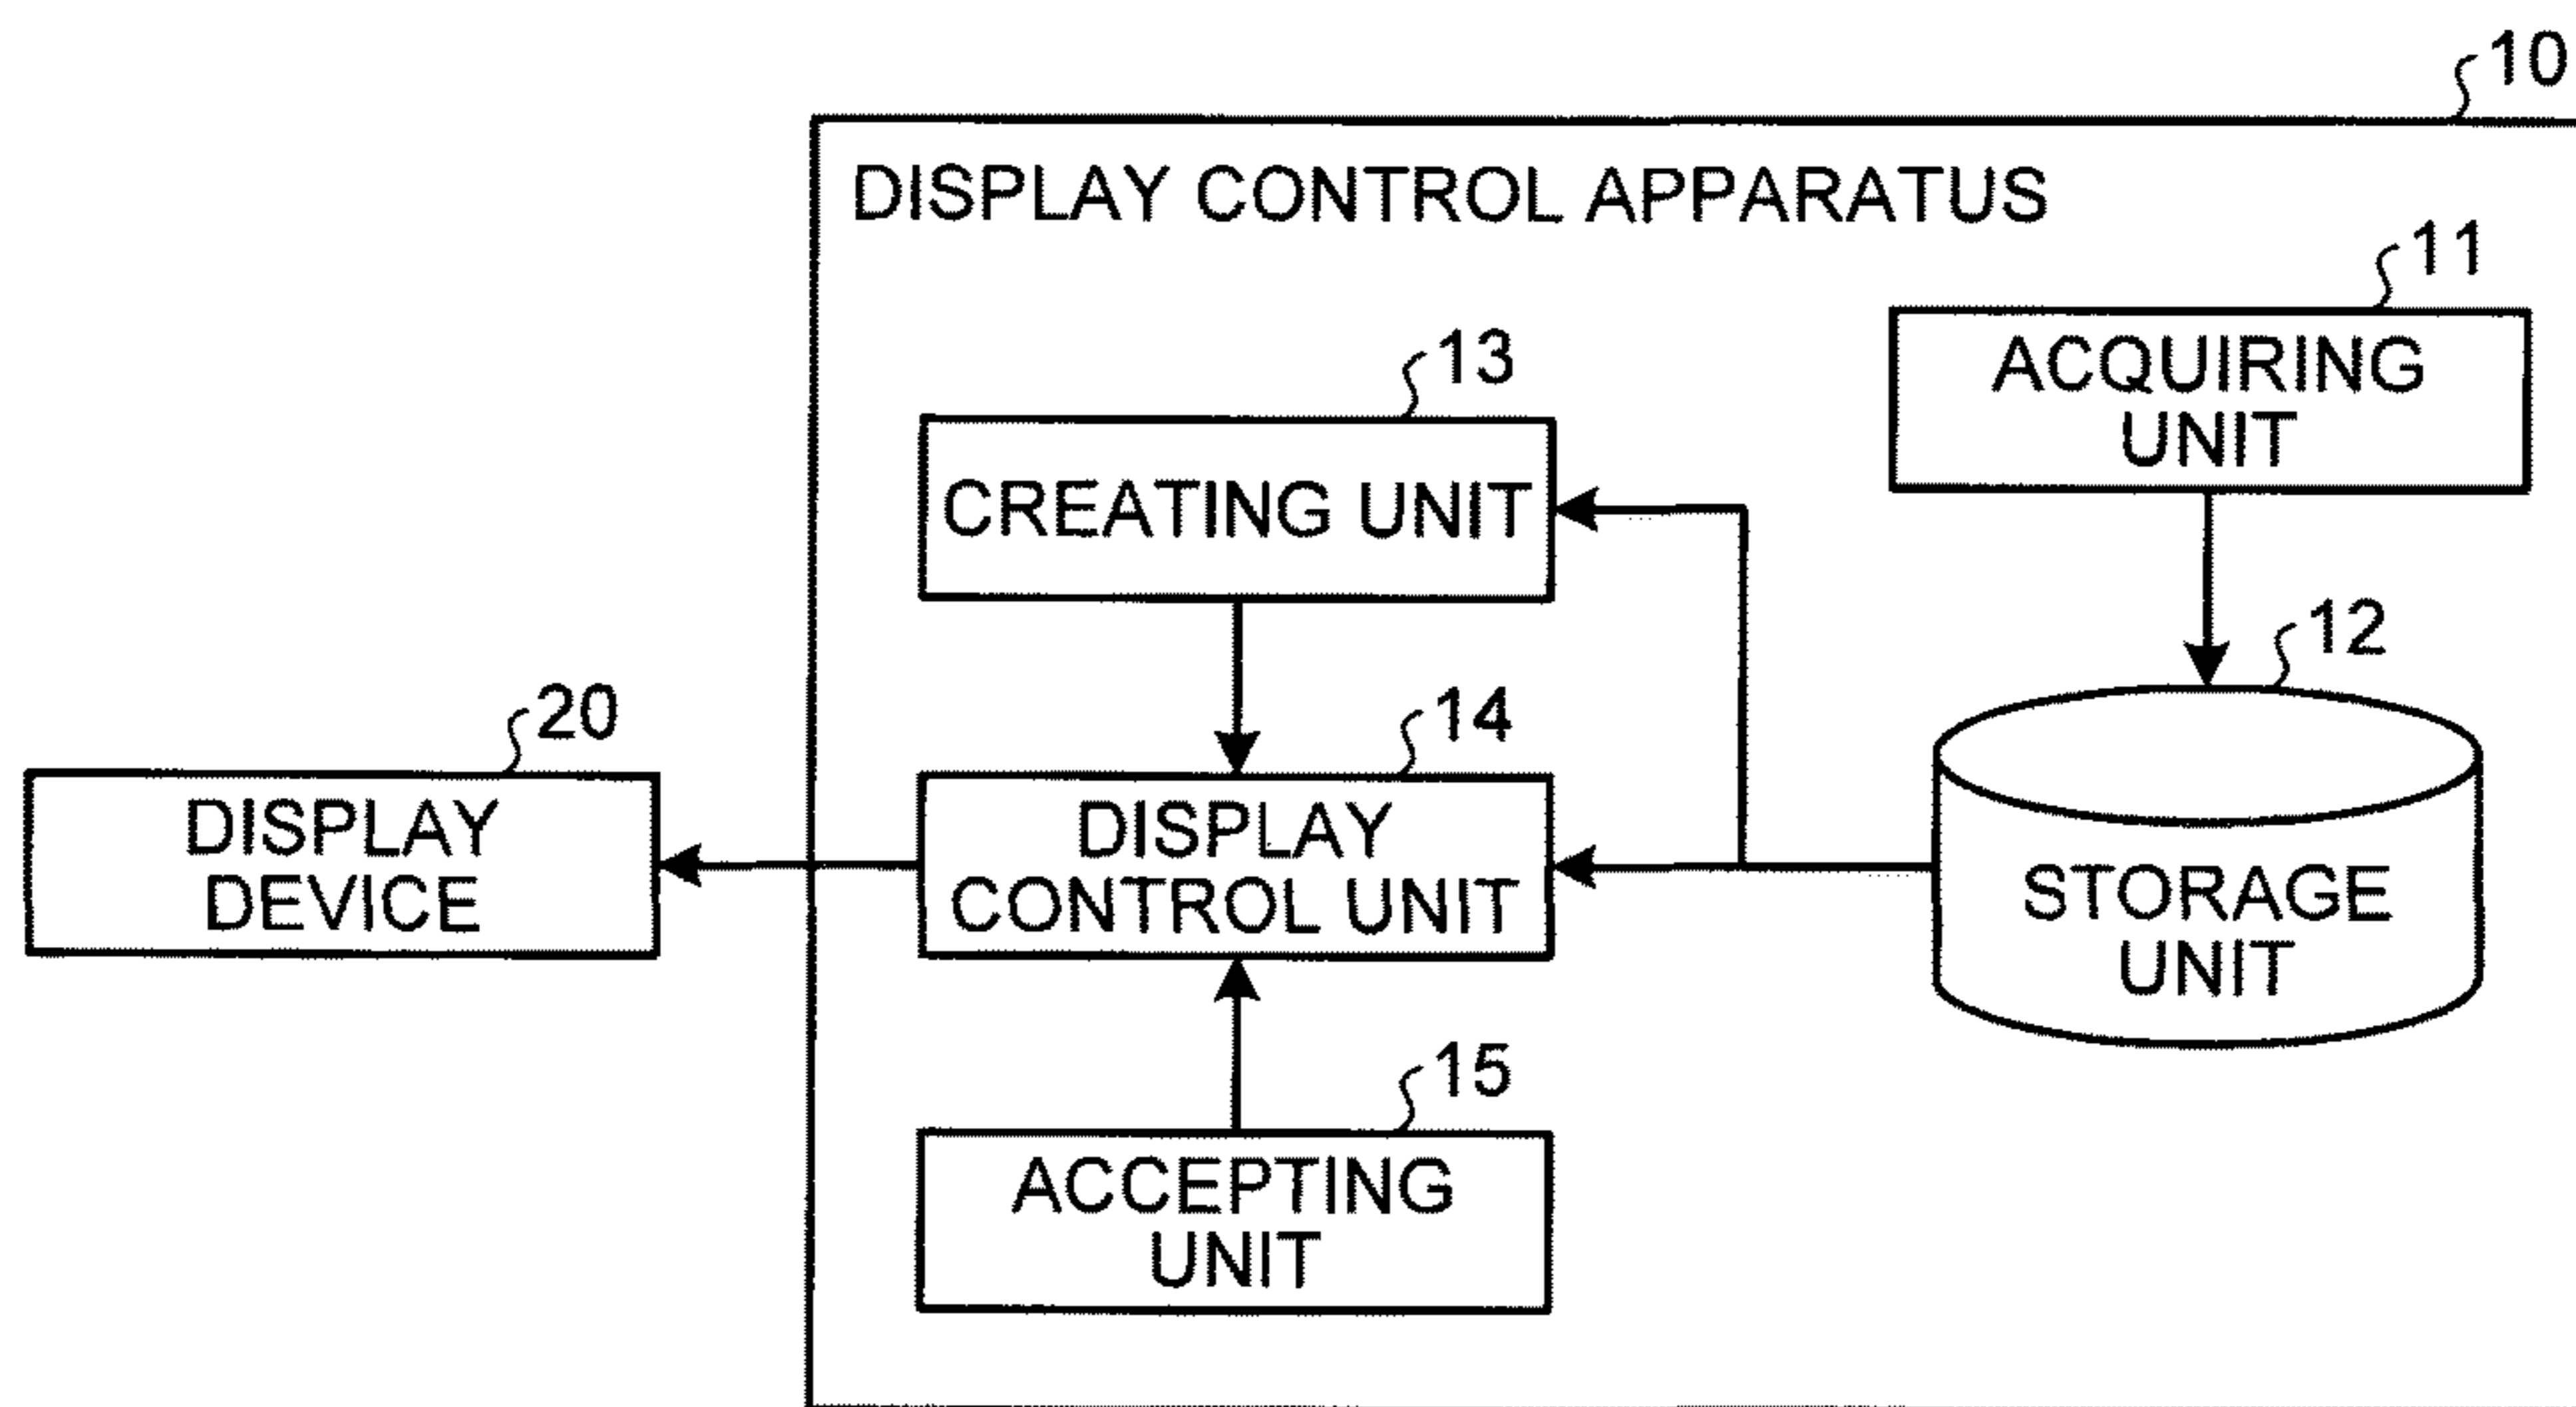 10
DISPLAY CONTROL APPARATUS
11
ACQUIRING
UNIT
13
CREATING UNIT
12
STORAGE
UNIT
20
DISPLAY
DEVICE
14
DISPLAY
CONTROL UNIT
15
ACCEPTING
UNIT